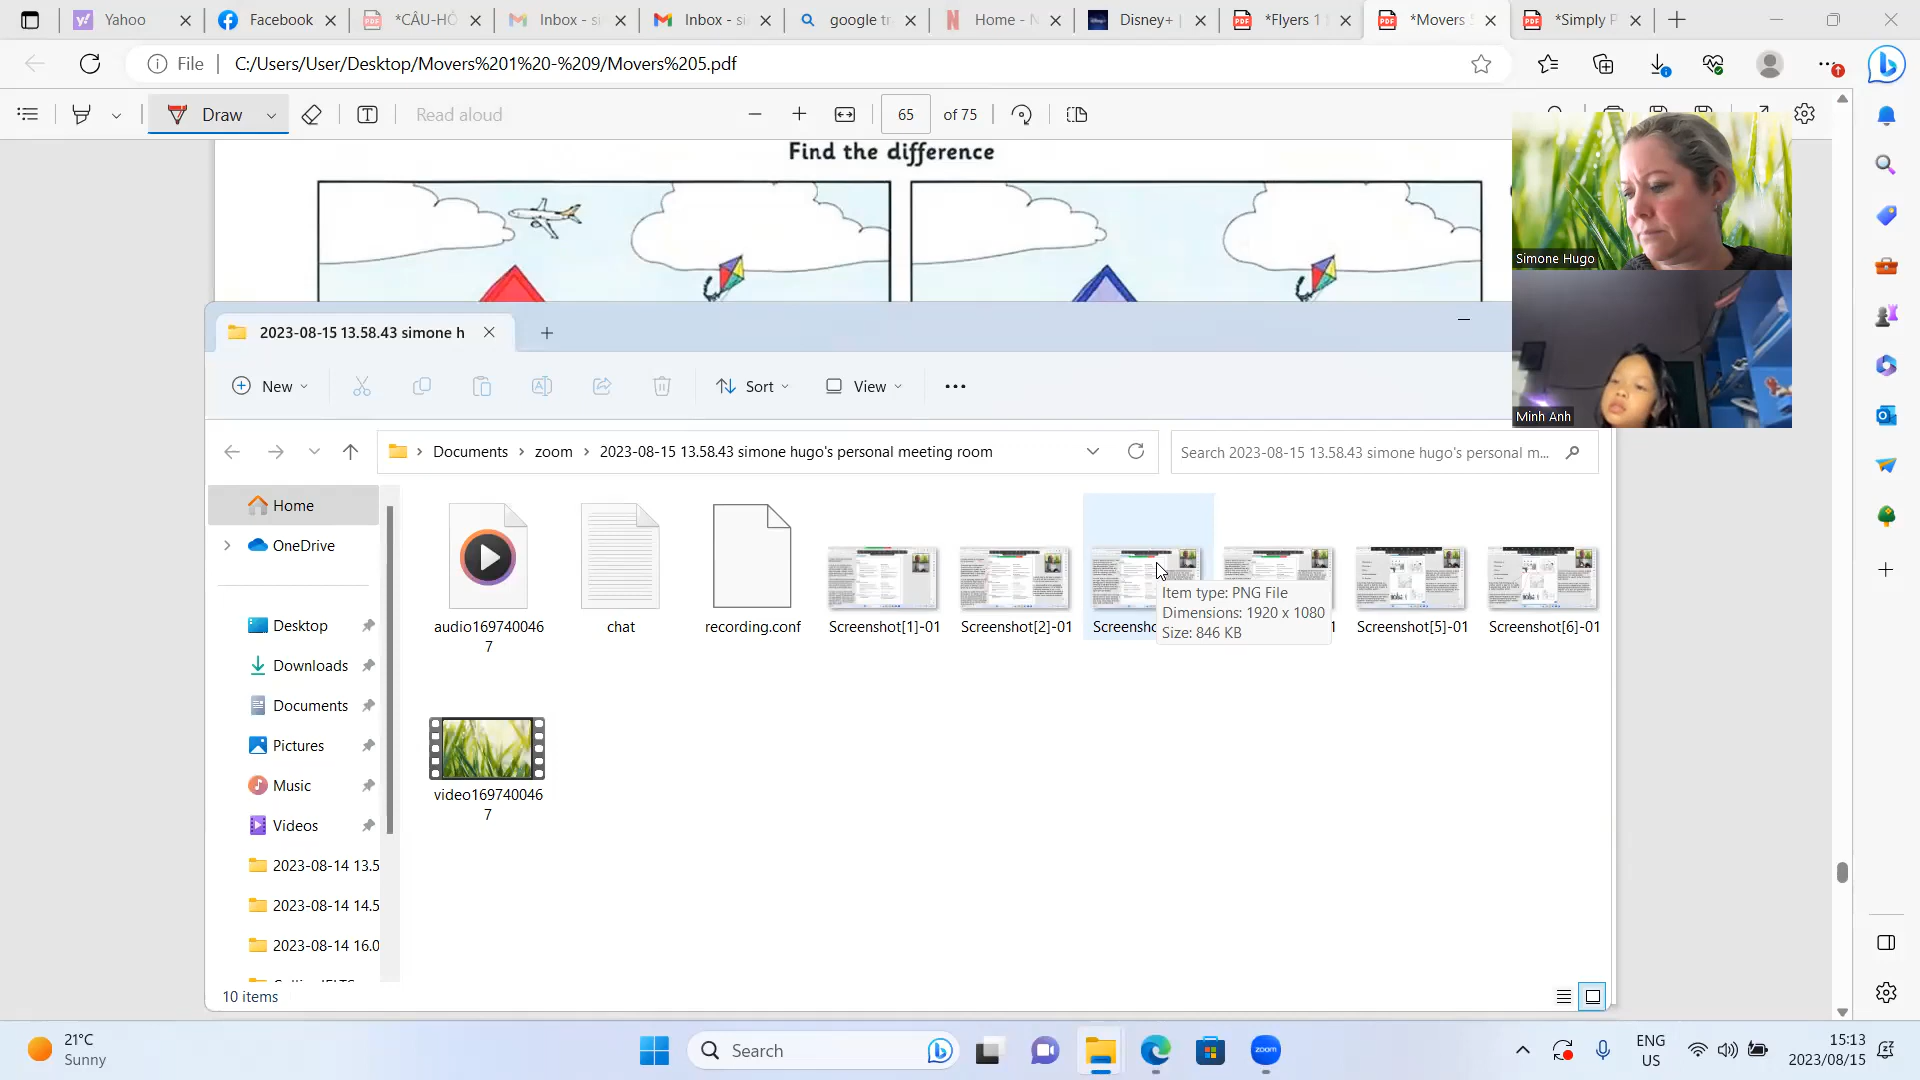 Yahoo
Facebook
*CÂU-HỎ
Inbox - si
Inbox - si
google tr
Home - N
Disney+ |
*Flyers 1
*Movers 5
*Simply P
File
C:/Users/User/Desktop/Movers%201%20-%209/Movers%205.pdf
Draw
Read aloud
65
of 75
Find the difference
Simone Hugo
Minh Anh
2023-08-15 13.58.43 simone h
New
Sort
View
Documents
zoom
2023-08-15 13.58.43 simone hugo's personal meeting room
Search 2023-08-15 13.58.43 simone hugo's personal m...
Home
OneDrive
Desktop
Downloads
Documents
Pictures
Music
Videos
2023-08-14 13.5
2023-08-14 14.5
2023-08-14 16.0
audio169740046
7
chat
recording.conf
Screenshot[1]-01
Screenshot[2]-01
Screensho
Screenshot[5]-01
Screenshot[6]-01
Item type: PNG File
Dimensions: 1920 x 1080
Size: 846 KB
video169740046
7
10 items
21°C
Sunny
Search
zoom
ENG
US
15:13
2023/08/15